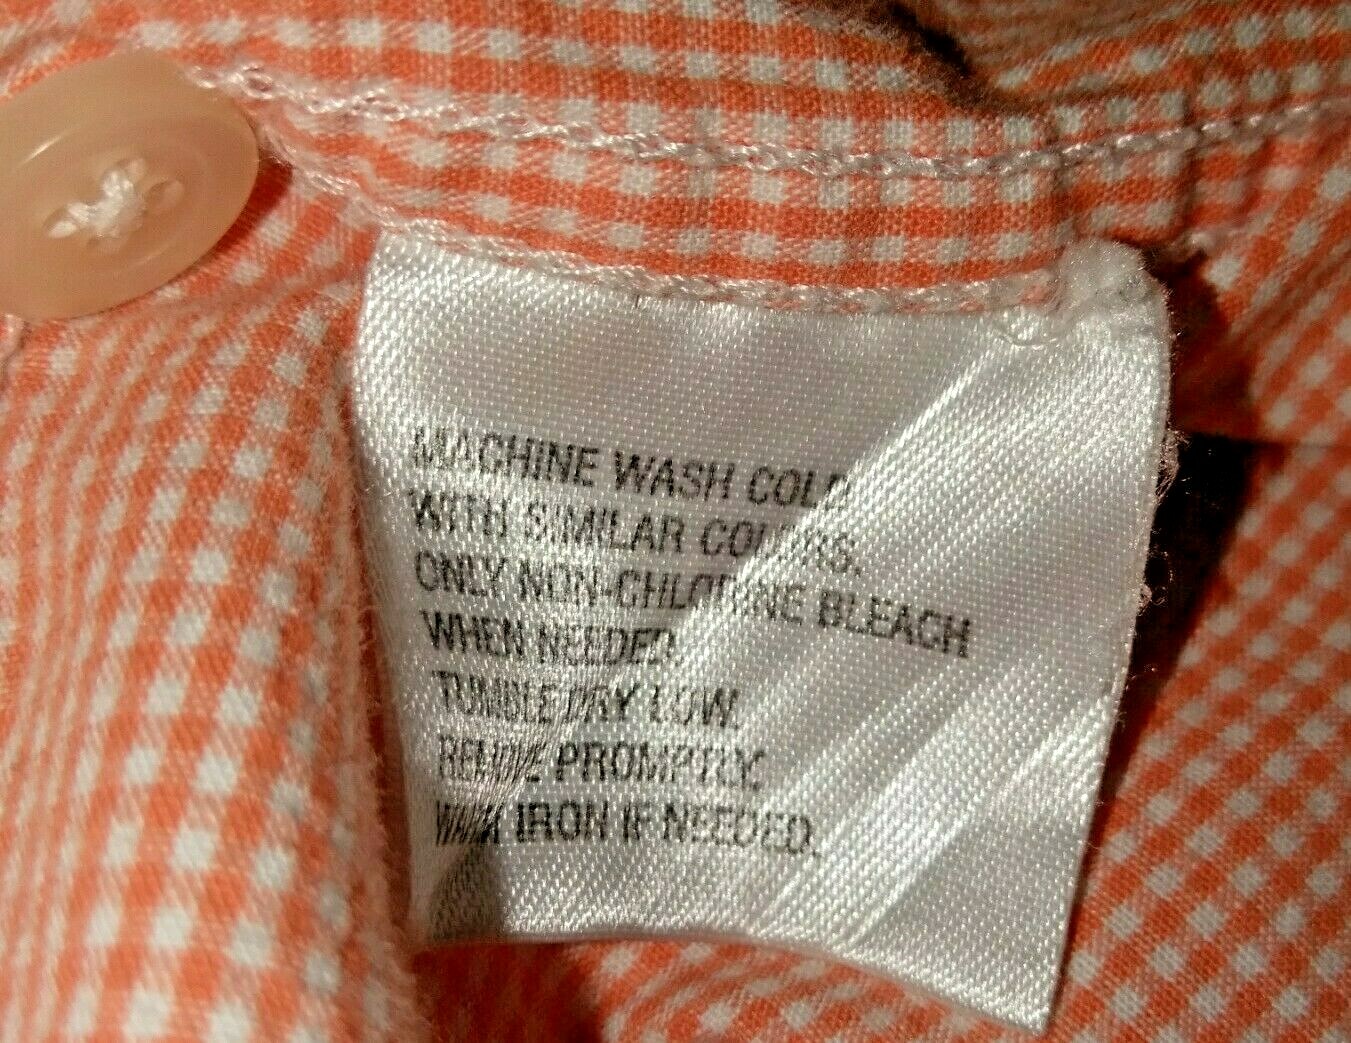 MACHINE WASH COLD
WITH SIMILAR COLORS.
ONLY NON-CHLORINE BLEACH
WHEN NEEDED.
TUMBLE DRY LOW.
REMOVE PROMPTLY.
WARM IRON IF NEEDED.